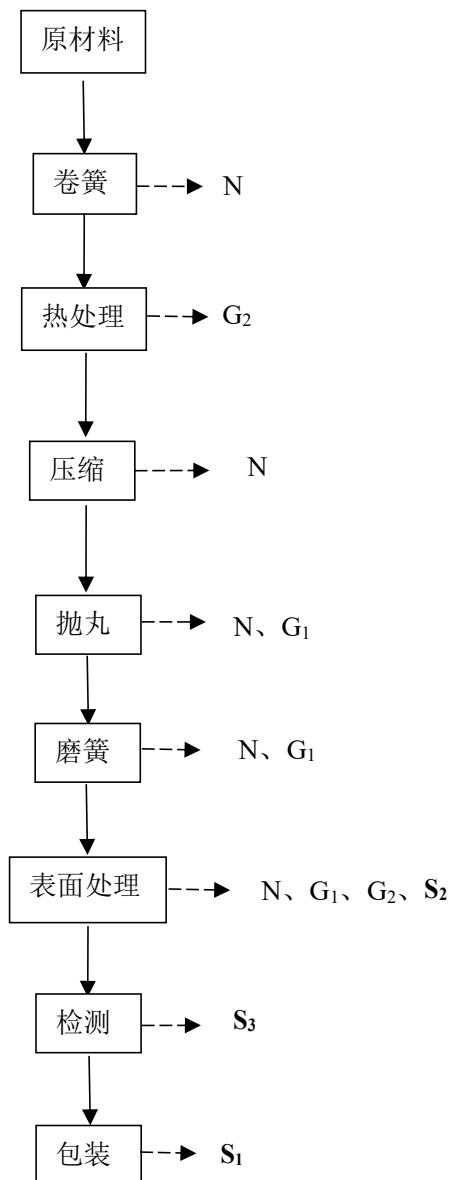 原材料
卷簧 N
热处理 G₂
压缩 N
抛丸 N、G₁
磨簧 N、G₁
表面处理 N、G₁、G₂、S₂
检测 S₃
包装 S₁